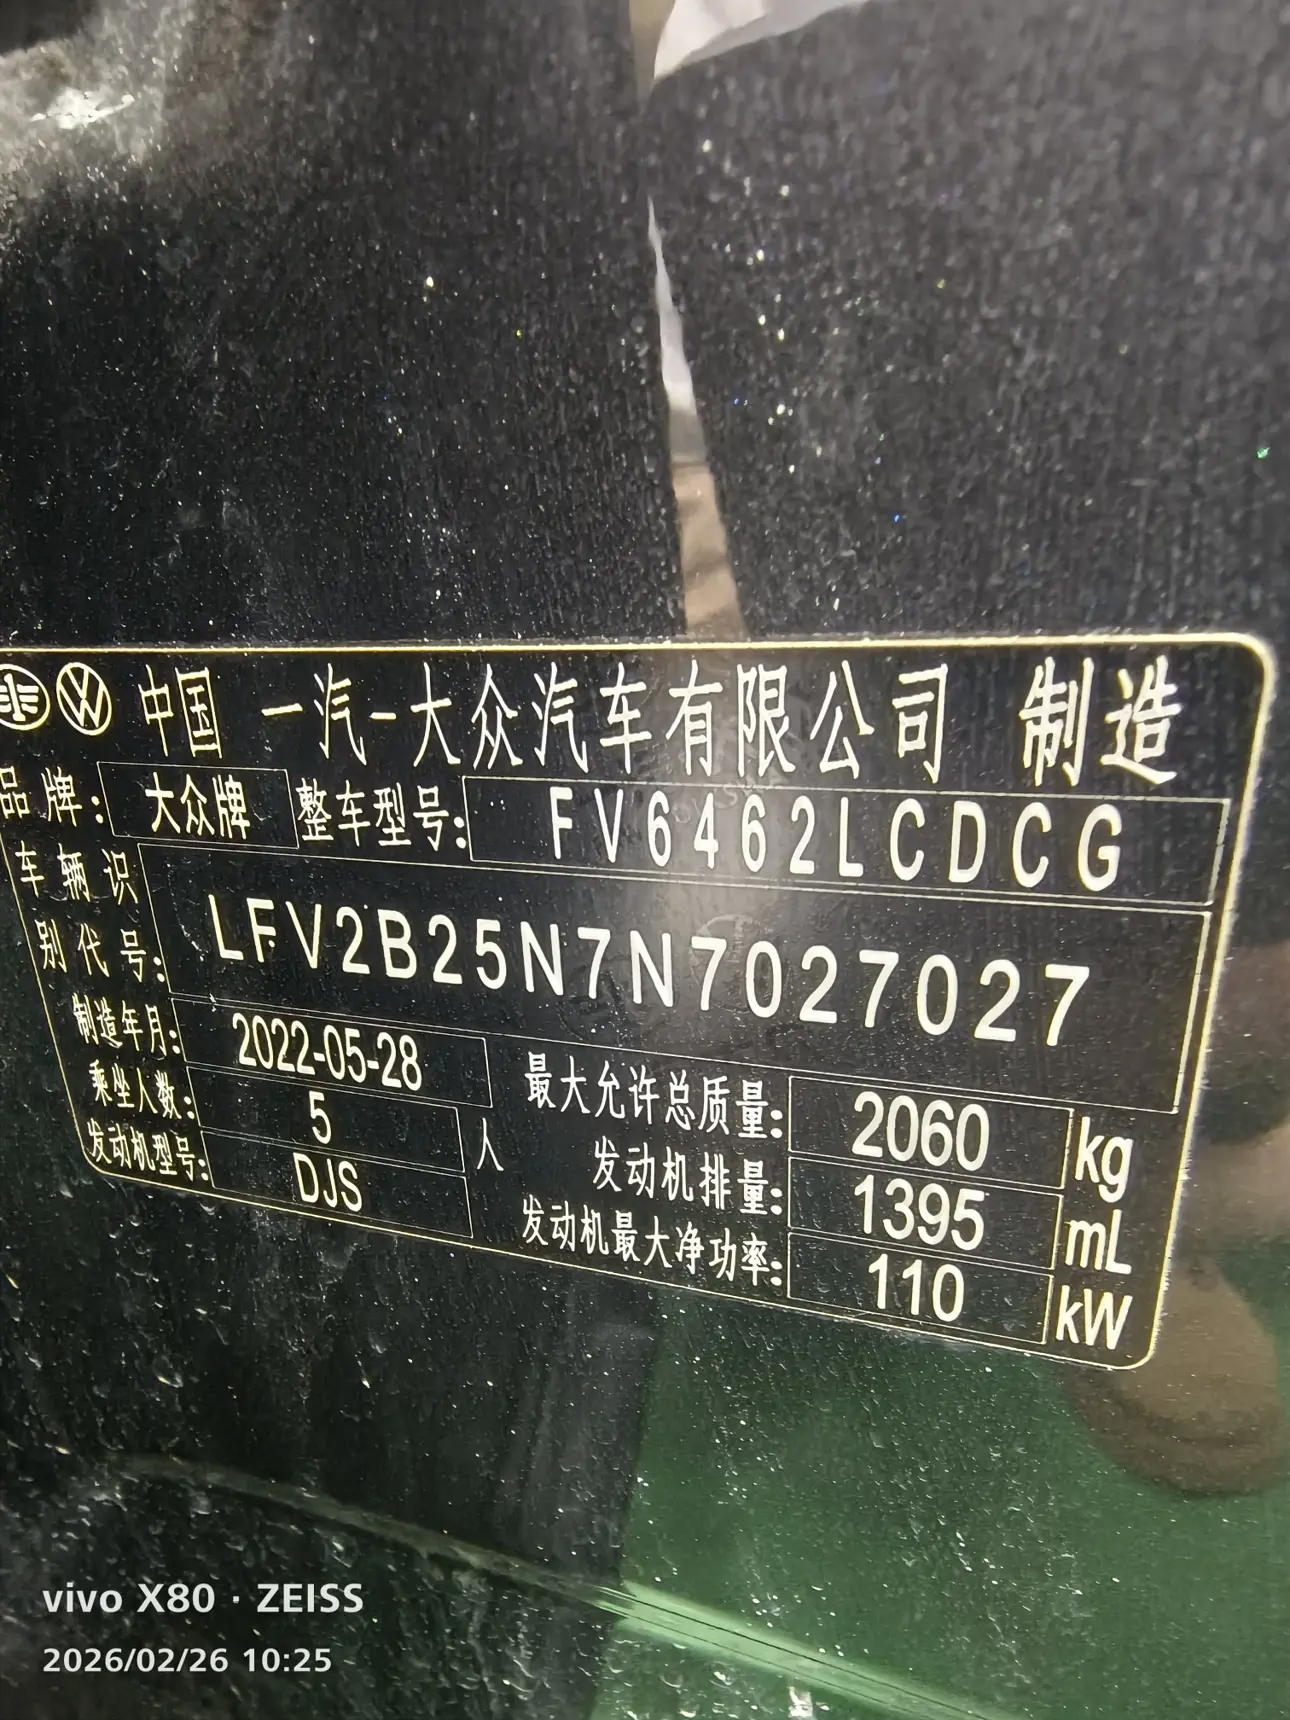 中国 一汽-大众汽车有限公司 制造
品牌: 大众牌 整车型号: FV6462LCDCG
车辆识别代号: LFV2B25N7N7027027
制造年月: 2022-05-28
乘坐人数: 5 人
发动机型号: DJS
最大允许总质量: 2060 kg
发动机排量: 1395 mL
发动机最大净功率: 110 kW
vivo X80 · ZEISS
2026/02/26 10:25